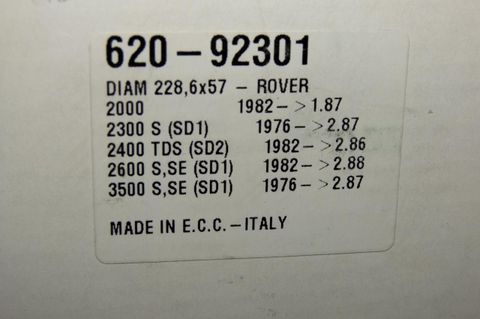 620-92301
DIAM 228,6x57 - ROVER
2000 1982->1.87
2300 S (SD1) 1976->2.87
2400 TDS (SD2) 1982->2.86
2600 S,SE (SD1) 1982->2.88
3500 S,SE (SD1) 1976->2.87
MADE IN E.C.C.-ITALY